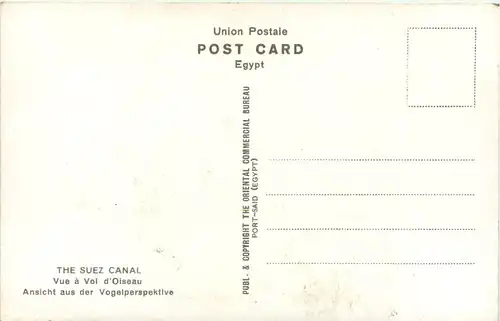 Union Postale
POST CARD
Egypt
PUBL. & COPYRIGHT THE ORIENTAL COMMERCIAL BUREAU
PORT-SAID (EGYPT)
THE SUEZ CANAL
Vue à Vol d'Oiseau
Ansicht aus der Vogelperspektive